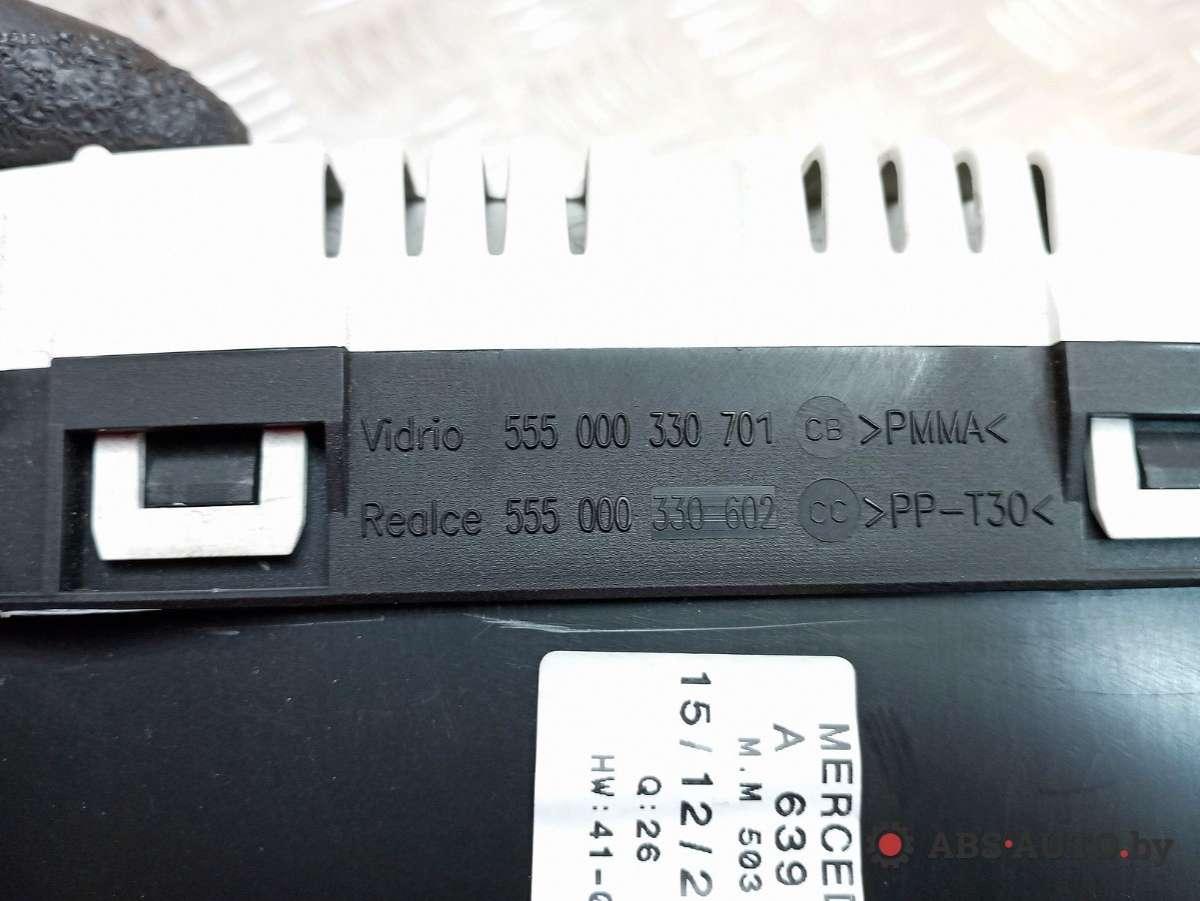 Vidrio 555 000 330 701 CB >PMMA<
Realce 555 000 330 602 CC >PP-T30<
A 639
M.M 503
15/12/2
Q:26
HW:41-
ABS-AUTO.by